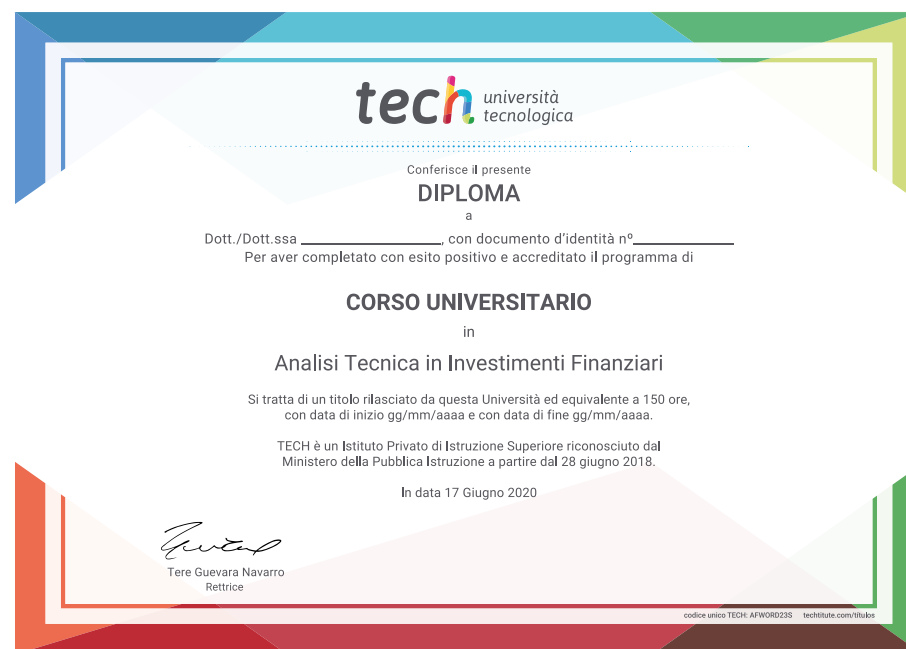 tech università
tecnologica
Conferisce il presente
DIPLOMA
a
Dott./Dott.ssa ____________________, con documento d'identità nº______________
Per aver completato con esito positivo e accreditato il programma di
CORSO UNIVERSITARIO
in
Analisi Tecnica in Investimenti Finanziari
Si tratta di un titolo rilasciato da questa Università ed equivalente a 150 ore,
con data di inizio gg/mm/aaaa e con data di fine gg/mm/aaaa.
TECH è un Istituto Privato di Istruzione Superiore riconosciuto dal
Ministero della Pubblica Istruzione a partire dal 28 giugno 2018.
In data 17 Giugno 2020
Tere Guevara Navarro
Rettrice
codice unico TECH: AFWORD23S techtitute.com/titulos